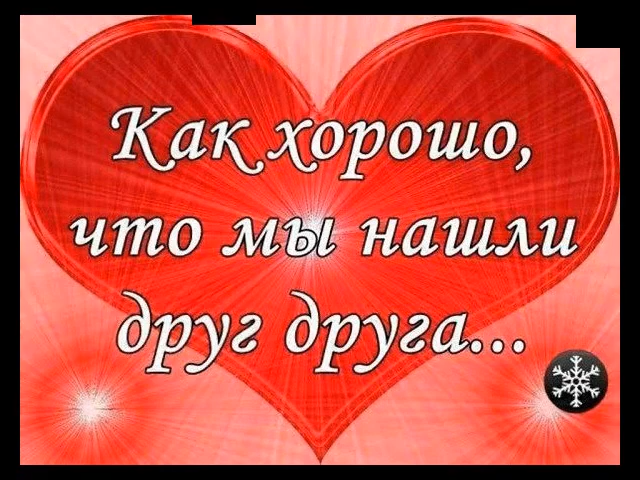 Как хорошо,
что мы нашли
друг друга...